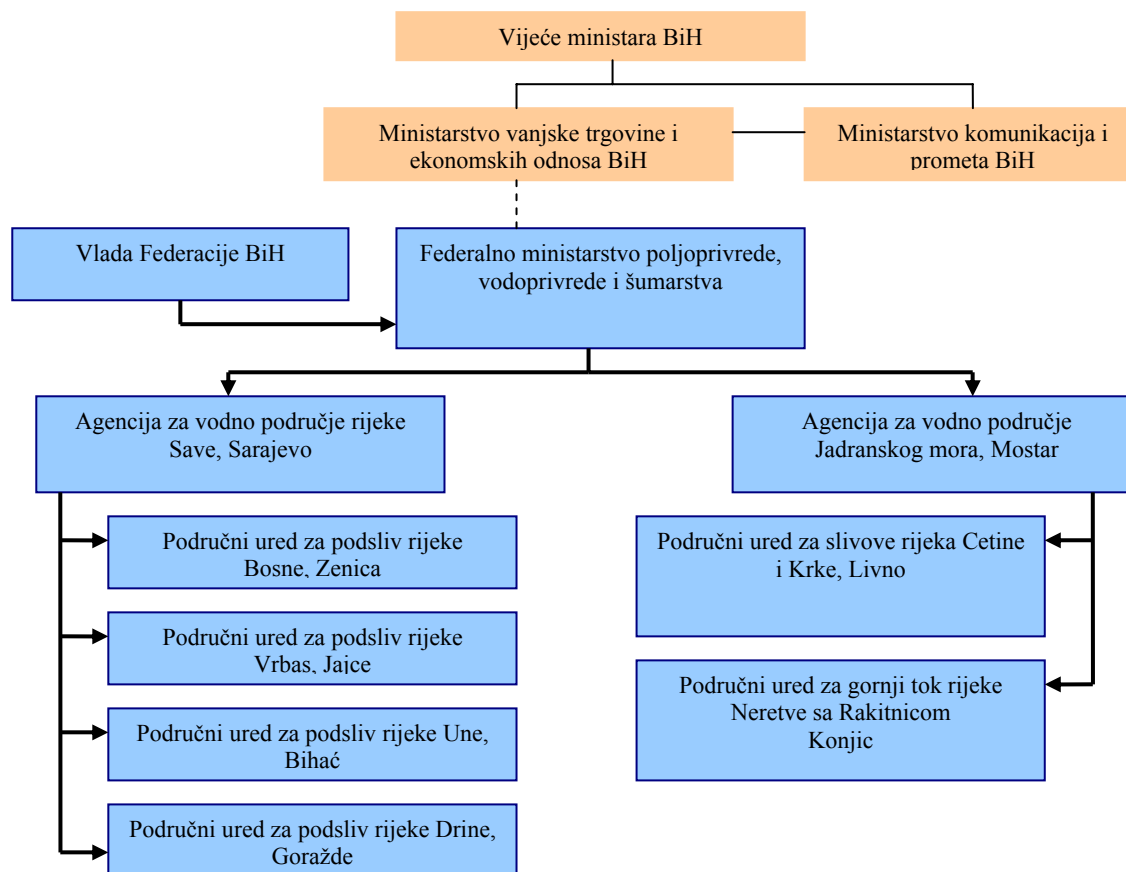 Vijeće ministara BiH
Ministarstvo vanjske trgovine i
ekonomskih odnosa BiH
Ministarstvo komunikacija i
prometa BiH
Vlada Federacije BiH
Federalno ministarstvo poljoprivrede,
vodoprivrede i šumarstva
Agencija za vodno područje rijeke
Save, Sarajevo
Agencija za vodno područje
Jadranskog mora, Mostar
Područni ured za podsliv rijeke
Bosne, Zenica
Područni ured za podsliv rijeke
Vrbas, Jajce
Područni ured za podsliv rijeke Une,
Bihać
Područni ured za podsliv rijeke Drine,
Goražde
Područni ured za slivove rijeka Cetine
i Krke, Livno
Područni ured za gornji tok rijeke
Neretve sa Rakitnicom
Konjic